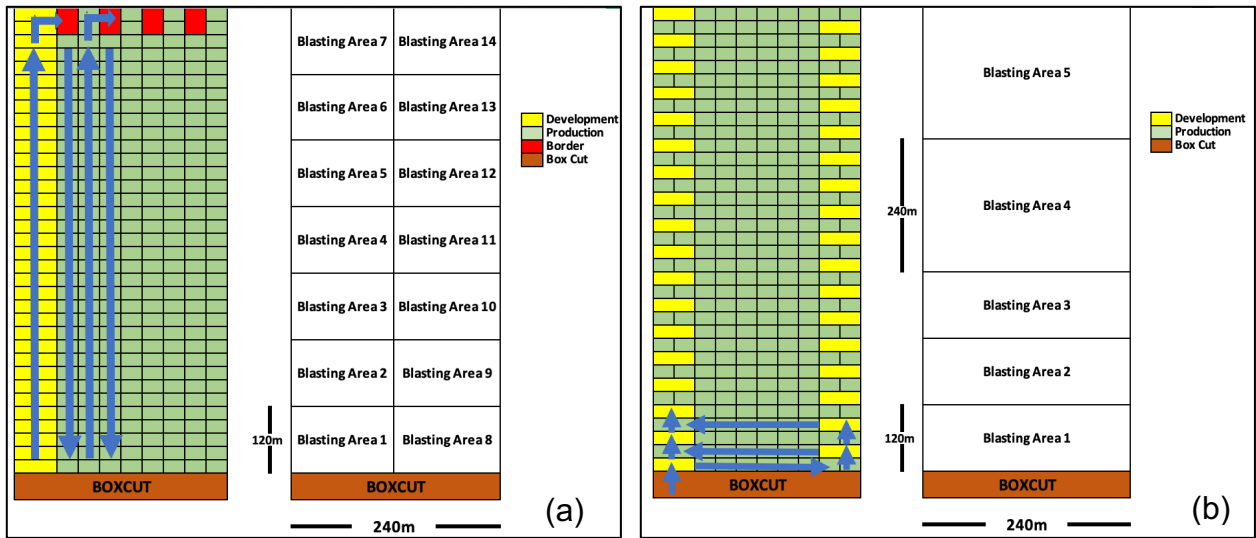 Blasting Area 7 Blasting Area 14
Blasting Area 6 Blasting Area 13
Blasting Area 5 Blasting Area 12
Blasting Area 4 Blasting Area 11
Blasting Area 3 Blasting Area 10
Blasting Area 2 Blasting Area 9
Blasting Area 1 Blasting Area 8
120m
BOXCUT
BOXCUT
240m
Development
Production
Border
Box Cut
(a)
Blasting Area 5
Blasting Area 4
Blasting Area 3
Blasting Area 2
Blasting Area 1
240m
120m
BOXCUT
BOXCUT
240m
Development
Production
Box Cut
(b)